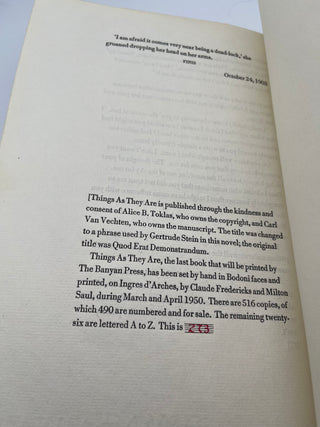 'I am afraid it comes very near being a dead-lock,' she
groaned dropping her head on her arms.
FINIS
October 24, 1903
[Things As They Are is published through the kindness and
consent of Alice B. Toklas, who owns the copyright, and Carl
Van Vechten, who owns the manuscript. The title was changed
to a phrase used by Gertrude Stein in this novel; the original
title was Quod Erat Demonstrandum.
Things As They Are, the last book that will be printed by
The Banyan Press, has been set by hand in Bodoni faces and
printed, on Ingres d'Arches, by Claude Fredericks and Milton
Saul, during March and April 1950. There are 516 copies, of
which 490 are numbered and for sale. The remaining twenty-
six are lettered A to Z. This is